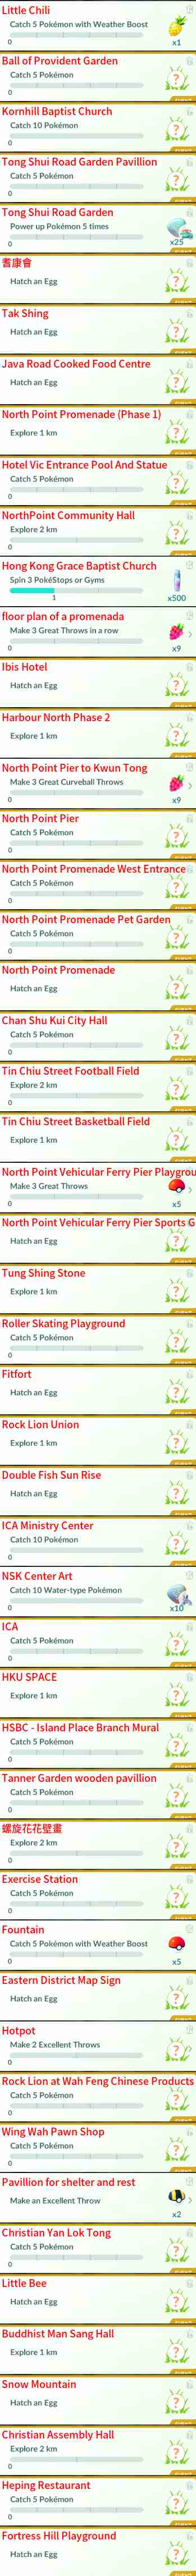 Little Chili
Catch 5 Pokémon with Weather Boost
0
x1
Ball of Provident Garden
Catch 5 Pokémon
0
Kornhill Baptist Church
Catch 10 Pokémon
0
Tong Shui Road Garden Pavillion
Catch 5 Pokémon
0
Tong Shui Road Garden
Power up Pokémon 5 times
0
x25
耆康會
Hatch an Egg
Tak Shing
Hatch an Egg
Java Road Cooked Food Centre
Hatch an Egg
North Point Promenade (Phase 1)
Explore 1 km
Hotel Vic Entrance Pool And Statue
Catch 5 Pokémon
0
NorthPoint Community Hall
Explore 2 km
0
Hong Kong Grace Baptist Church
Spin 3 PokéStops or Gyms
1
x500
floor plan of a promenada
Make 3 Great Throws in a row
0
x9
Ibis Hotel
Hatch an Egg
Harbour North Phase 2
Explore 1 km
North Point Pier to Kwun Tong
Make 3 Great Curveball Throws
0
x9
North Point Pier
Catch 5 Pokémon
0
North Point Promenade West Entrance
Catch 5 Pokémon
0
North Point Promenade Pet Garden
Catch 5 Pokémon
0
North Point Promenade
Hatch an Egg
Chan Shu Kui City Hall
Catch 5 Pokémon
0
Tin Chiu Street Football Field
Explore 2 km
0
Tin Chiu Street Basketball Field
Explore 1 km
North Point Vehicular Ferry Pier Playgrou
Make 3 Great Throws
0
x5
North Point Vehicular Ferry Pier Sports G
Hatch an Egg
Tung Shing Stone
Explore 1 km
Roller Skating Playground
Catch 5 Pokémon
0
Fitfort
Hatch an Egg
Rock Lion Union
Explore 1 km
Double Fish Sun Rise
Hatch an Egg
ICA Ministry Center
Catch 10 Pokémon
0
NSK Center Art
Catch 10 Water-type Pokémon
0
x10
ICA
Catch 5 Pokémon
0
HKU SPACE
Explore 1 km
HSBC - Island Place Branch Mural
Catch 5 Pokémon
0
Tanner Garden wooden pavillion
Catch 5 Pokémon
0
螺旋花花壁畫
Explore 2 km
0
Exercise Station
Catch 5 Pokémon
0
Fountain
Catch 5 Pokémon with Weather Boost
0
x5
Eastern District Map Sign
Hatch an Egg
Hotpot
Make 2 Excellent Throws
0
Rock Lion at Wah Feng Chinese Products
Catch 5 Pokémon
0
Wing Wah Pawn Shop
Catch 5 Pokémon
0
Pavillion for shelter and rest
Make an Excellent Throw
x2
Christian Yan Lok Tong
Catch 5 Pokémon
0
Little Bee
Hatch an Egg
Buddhist Man Sang Hall
Explore 1 km
Snow Mountain
Hatch an Egg
Christian Assembly Hall
Explore 2 km
0
Heping Restaurant
Catch 5 Pokémon
0
Fortress Hill Playground
Hatch an Egg